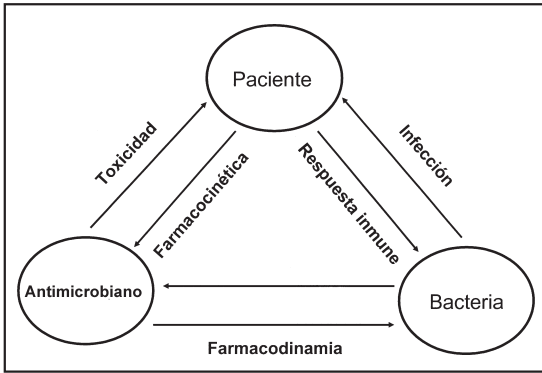 Paciente
Toxicidad
Farmacocinética
Respuesta inmune
Infección
Antimicrobiano
Bacteria
Farmacodinamia